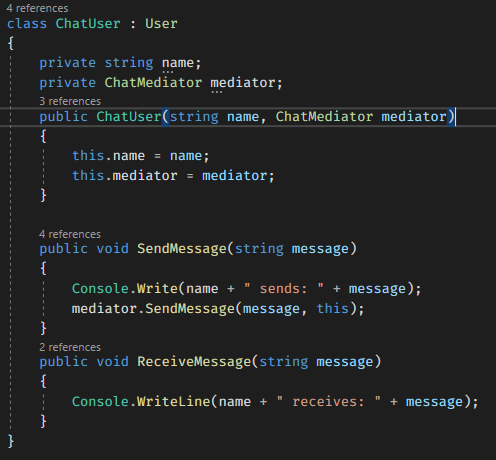 4 references
class ChatUser : User
{
    private string name;
    private ChatMediator mediator;
    3 references
    public ChatUser(string name, ChatMediator mediator)
    {
        this.name = name;
        this.mediator = mediator;
    }

    4 references
    public void SendMessage(string message)
    {
        Console.Write(name + " sends: " + message);
        mediator.SendMessage(message, this);
    }
    2 references
    public void ReceiveMessage(string message)
    {
        Console.WriteLine(name + " receives: " + message);
    }
}